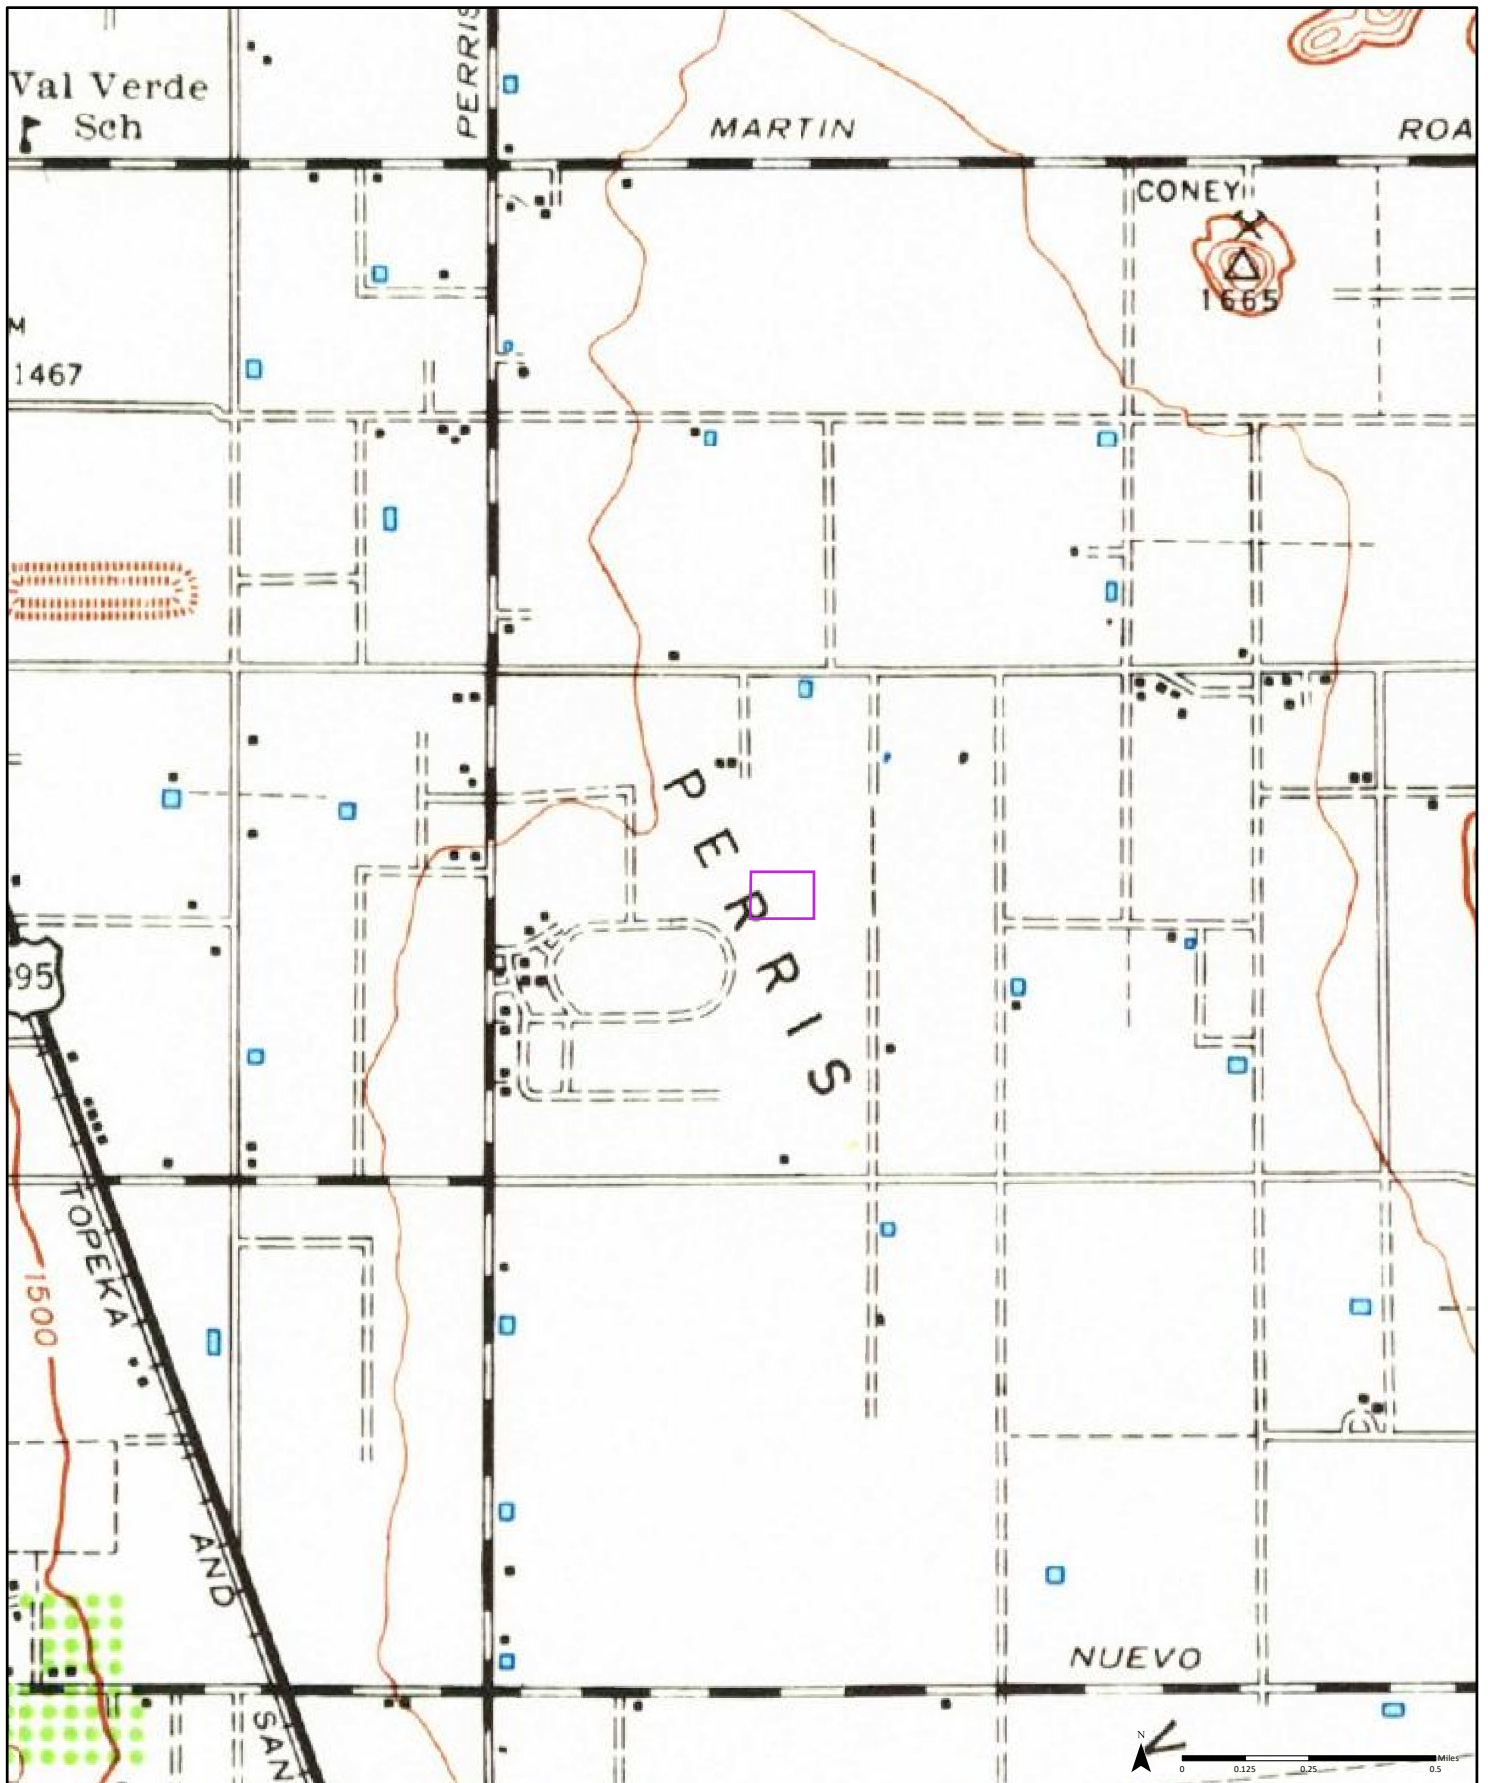 PERRIS
Val Verde
Sch
MARTIN
ROA
CONEY
1665
M
1467
PERRIS
395
TOPEKA
1500
AND
NUEVO
SAN
N
Miles
0
0.125
0.25
0.5